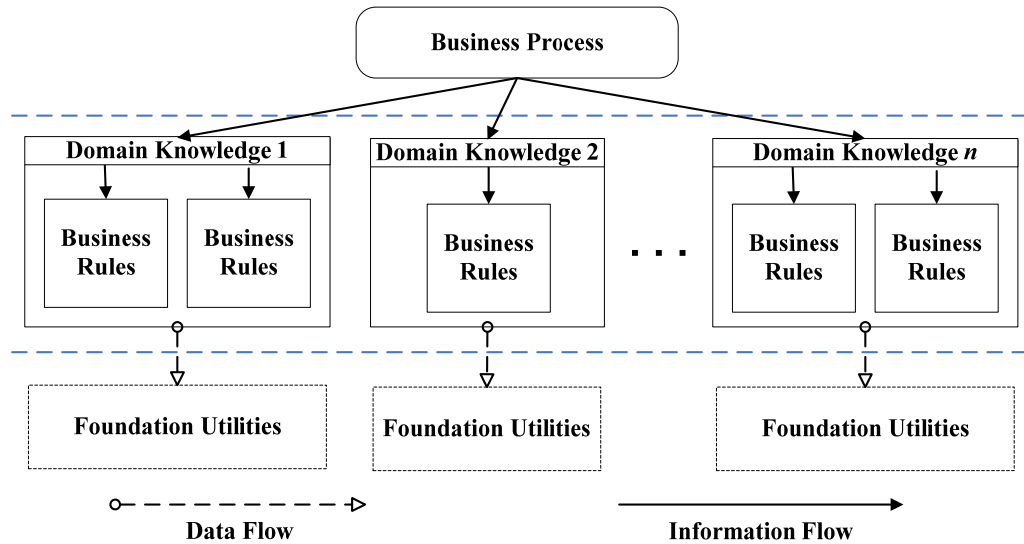 Business Process
Domain Knowledge 1
Domain Knowledge 2
Domain Knowledge n
Business
Rules
Business
Rules
Business
Rules
. . .
Business
Rules
Business
Rules
Foundation Utilities
Foundation Utilities
Foundation Utilities
Data Flow
Information Flow